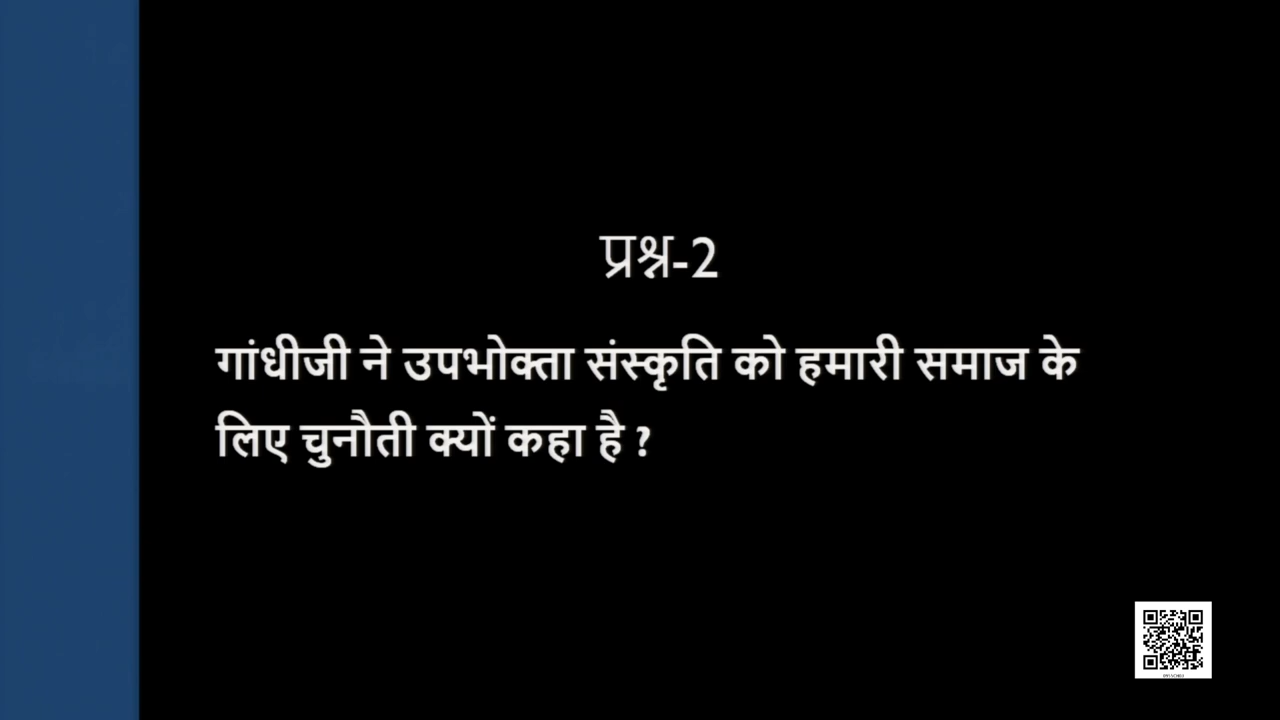 प्रश्न-2
गांधीजी ने उपभोक्ता संस्कृति को हमारी समाज के
लिए चुनौती क्यों कहा है ?